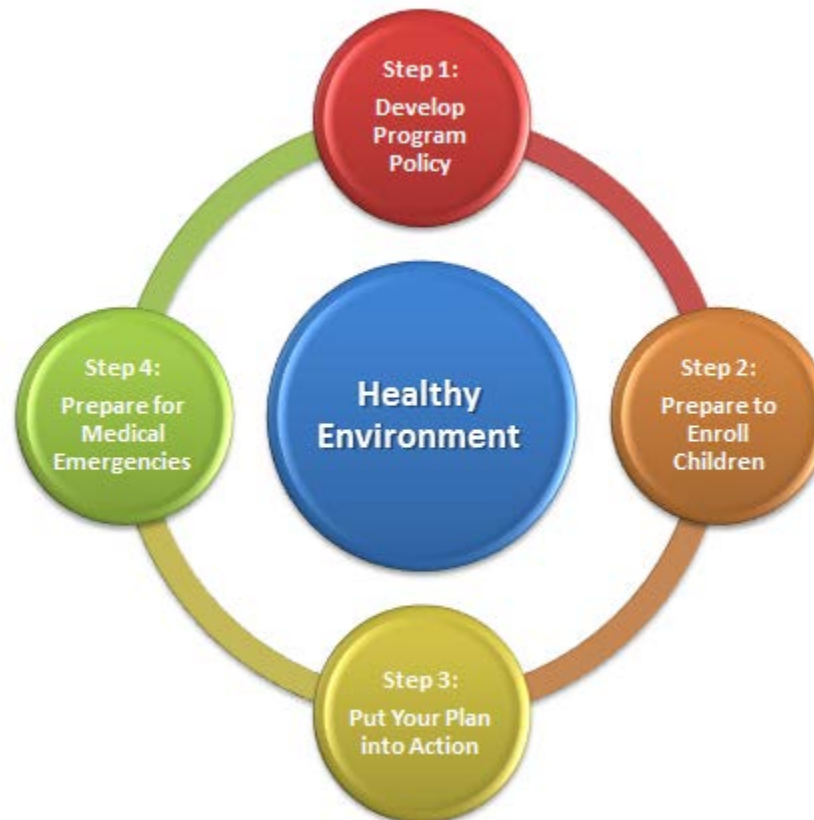 Step 1:
Develop
Program
Policy
Step 4:
Prepare for
Medical
Emergencies
Healthy
Environment
Step 2:
Prepare to
Enroll
Children
Step 3:
Put Your Plan
into Action